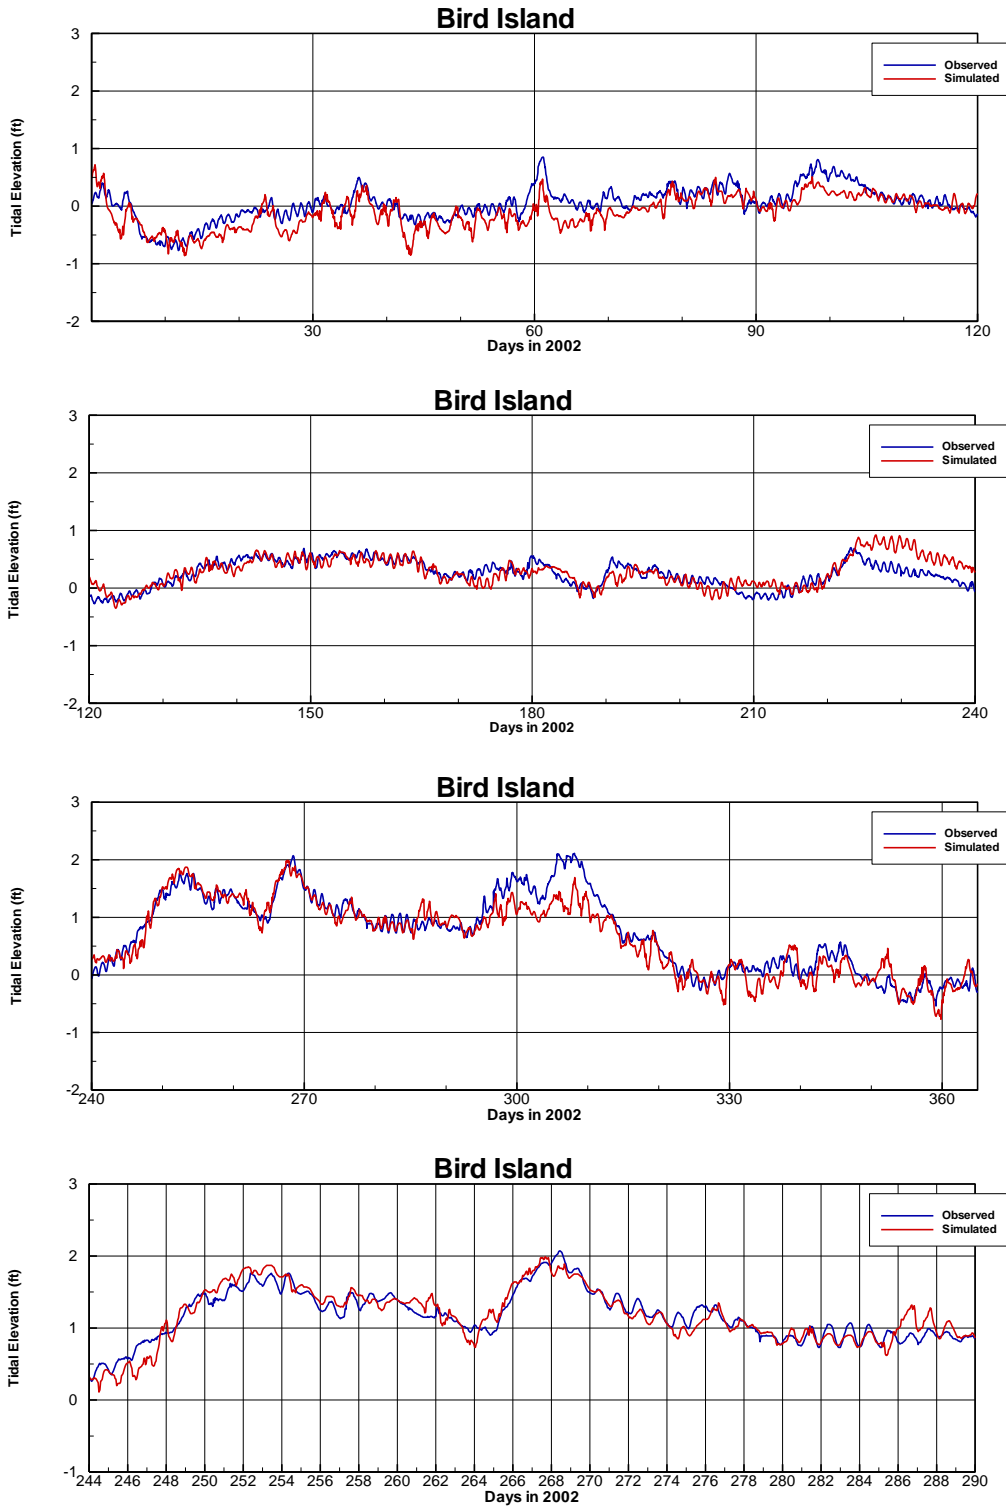 Bird Island
3
2
1
0
-1
-2
Tidal Elevation (ft)
Observed
Simulated
30 60 90 120
Days in 2002
Bird Island
3
2
1
0
-1
-2
Tidal Elevation (ft)
Observed
Simulated
120 150 180 210 240
Days in 2002
Bird Island
3
2
1
0
-1
-2
Tidal Elevation (ft)
Observed
Simulated
240 270 300 330 360
Days in 2002
Bird Island
3
2
1
0
-1
Tidal Elevation (ft)
Observed
Simulated
244 246 248 250 252 254 256 258 260 262 264 266 268 270 272 274 276 278 280 282 284 286 288 290
Days in 2002